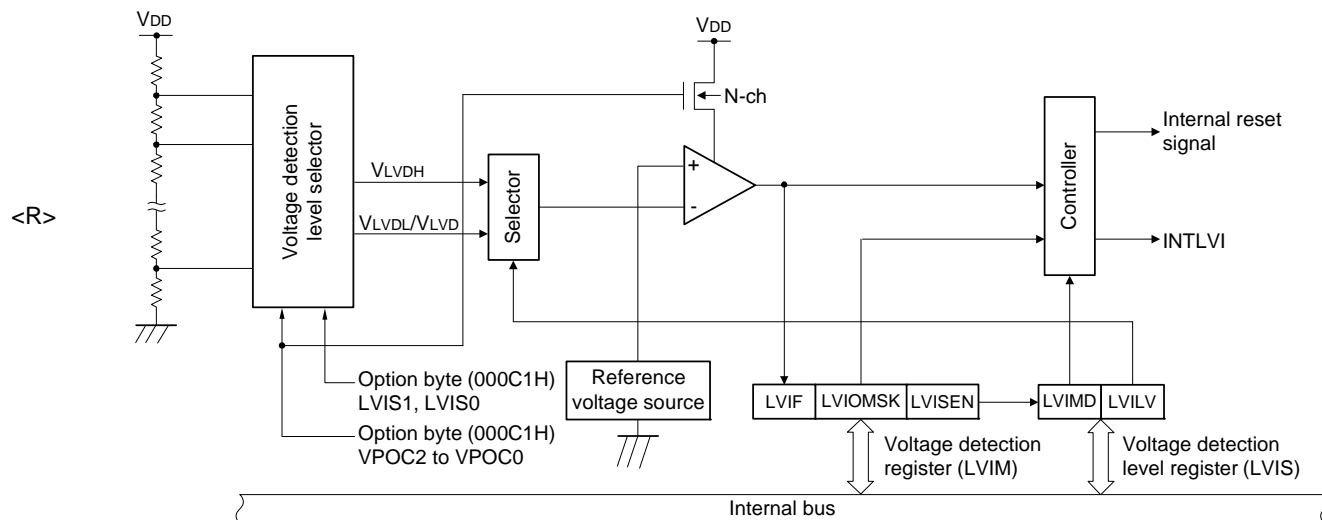 VDD
VDD
N-ch
Voltage detection
level selector
VLVDH
VLVDL/VLVD
Selector
+
-
Controller
Internal reset
signal
INTLVI
<R>
Option byte (000C1H)
LVIS1, LVIS0
Option byte (000C1H)
VPOC2 to VPOC0
Reference
voltage source
LVIF
LVIOMSK
LVISEN
LVIMD
LVILV
Voltage detection
register (LVIM)
Voltage detection
level register (LVIS)
Internal bus